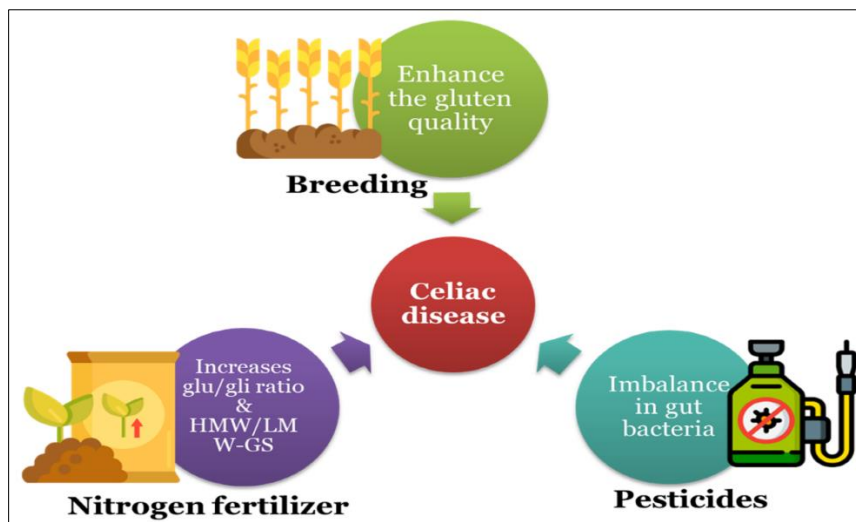 Enhance
the gluten
quality
Breeding
Celiac
disease
Increases
glu/gli ratio
&
HMW/LM
W-GS
Nitrogen fertilizer
Imbalance
in gut
bacteria
Pesticides